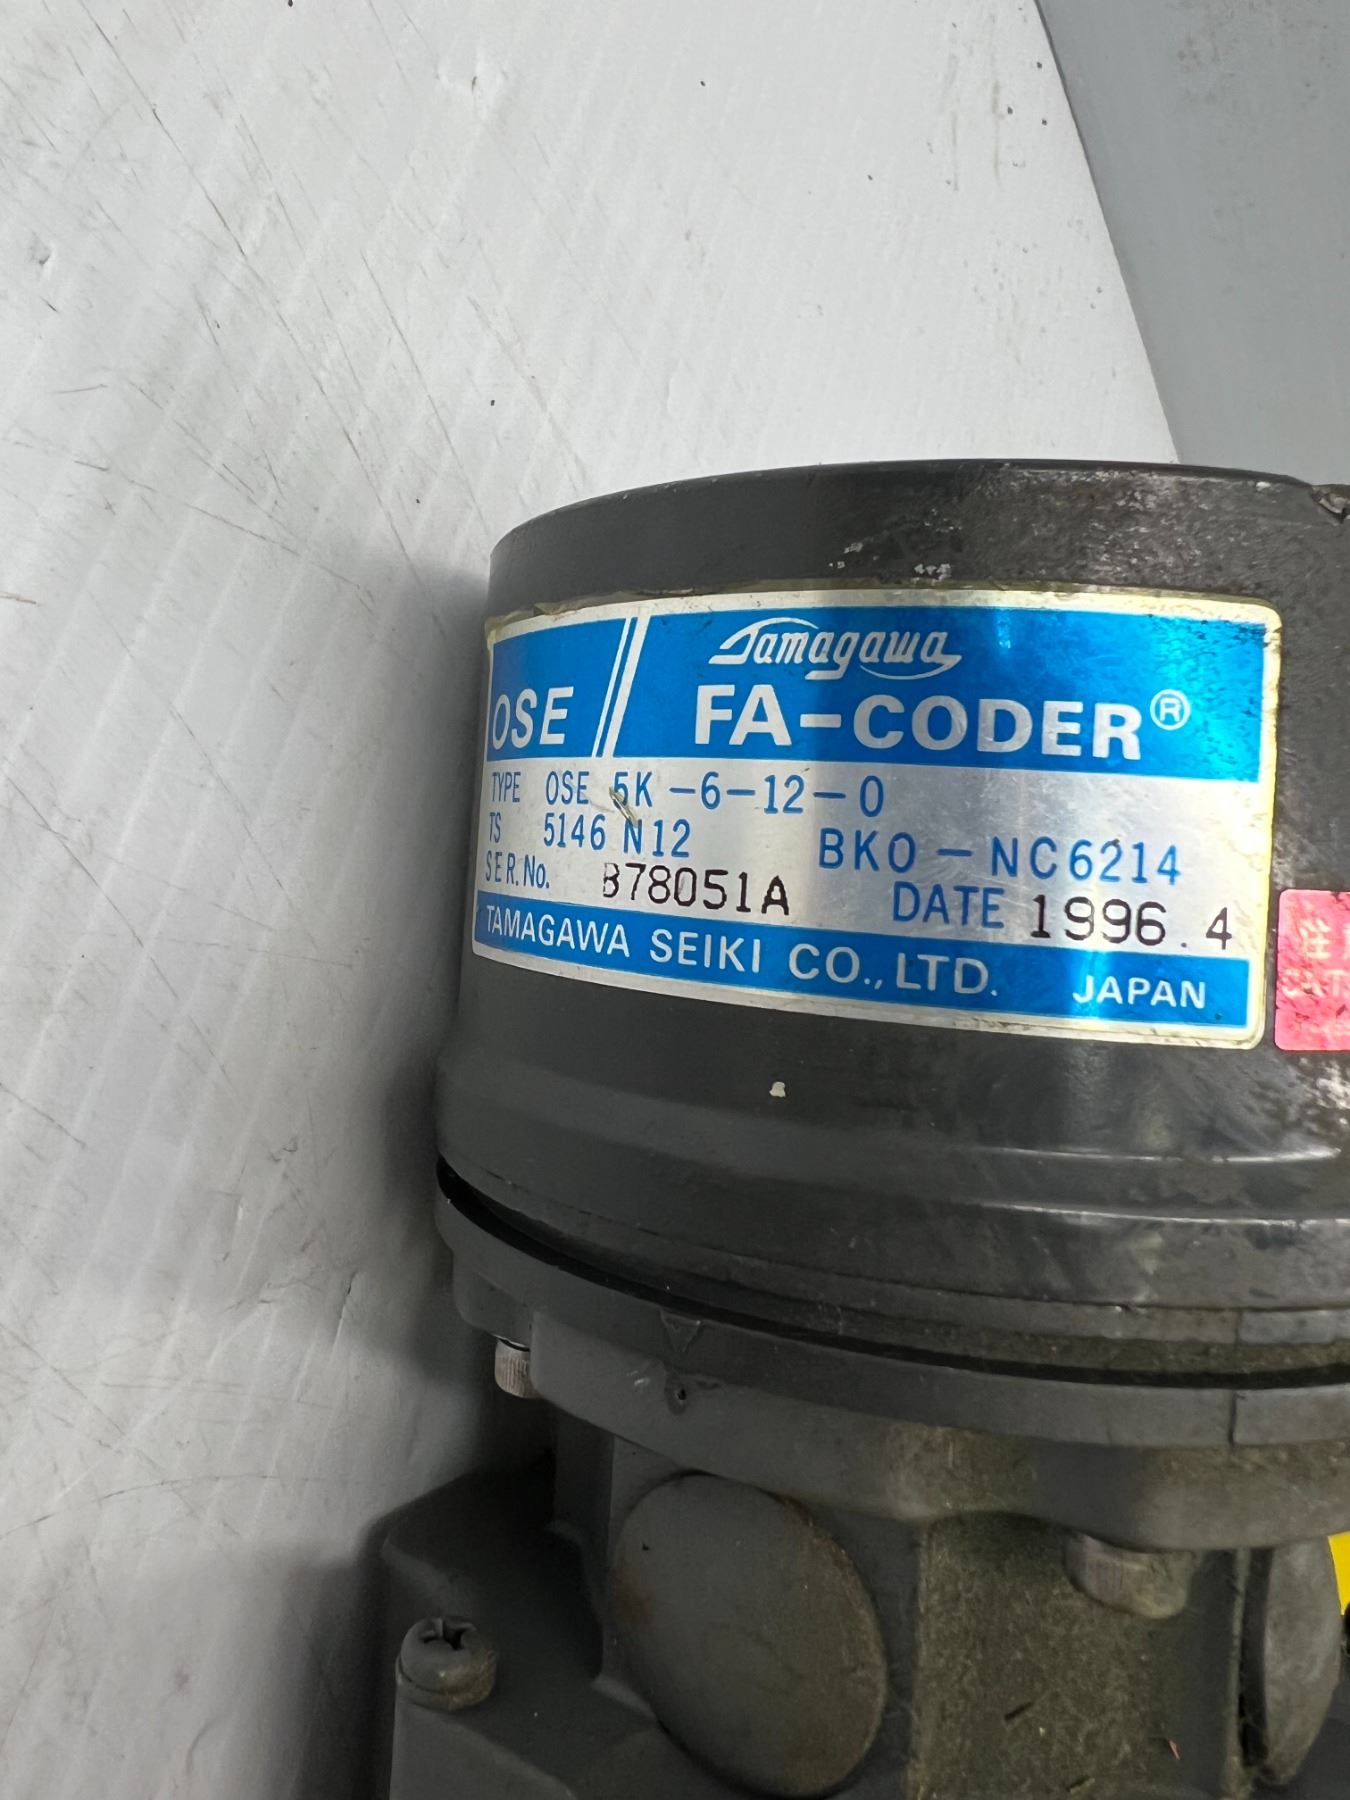 OSE
Tamagawa
FA-CODER®
TYPE OSE 5K-6-12-0
TS 5146 N12 BKO-NC6214
SER.No. B78051A DATE 1996.4
TAMAGAWA SEIKI CO.,LTD. JAPAN